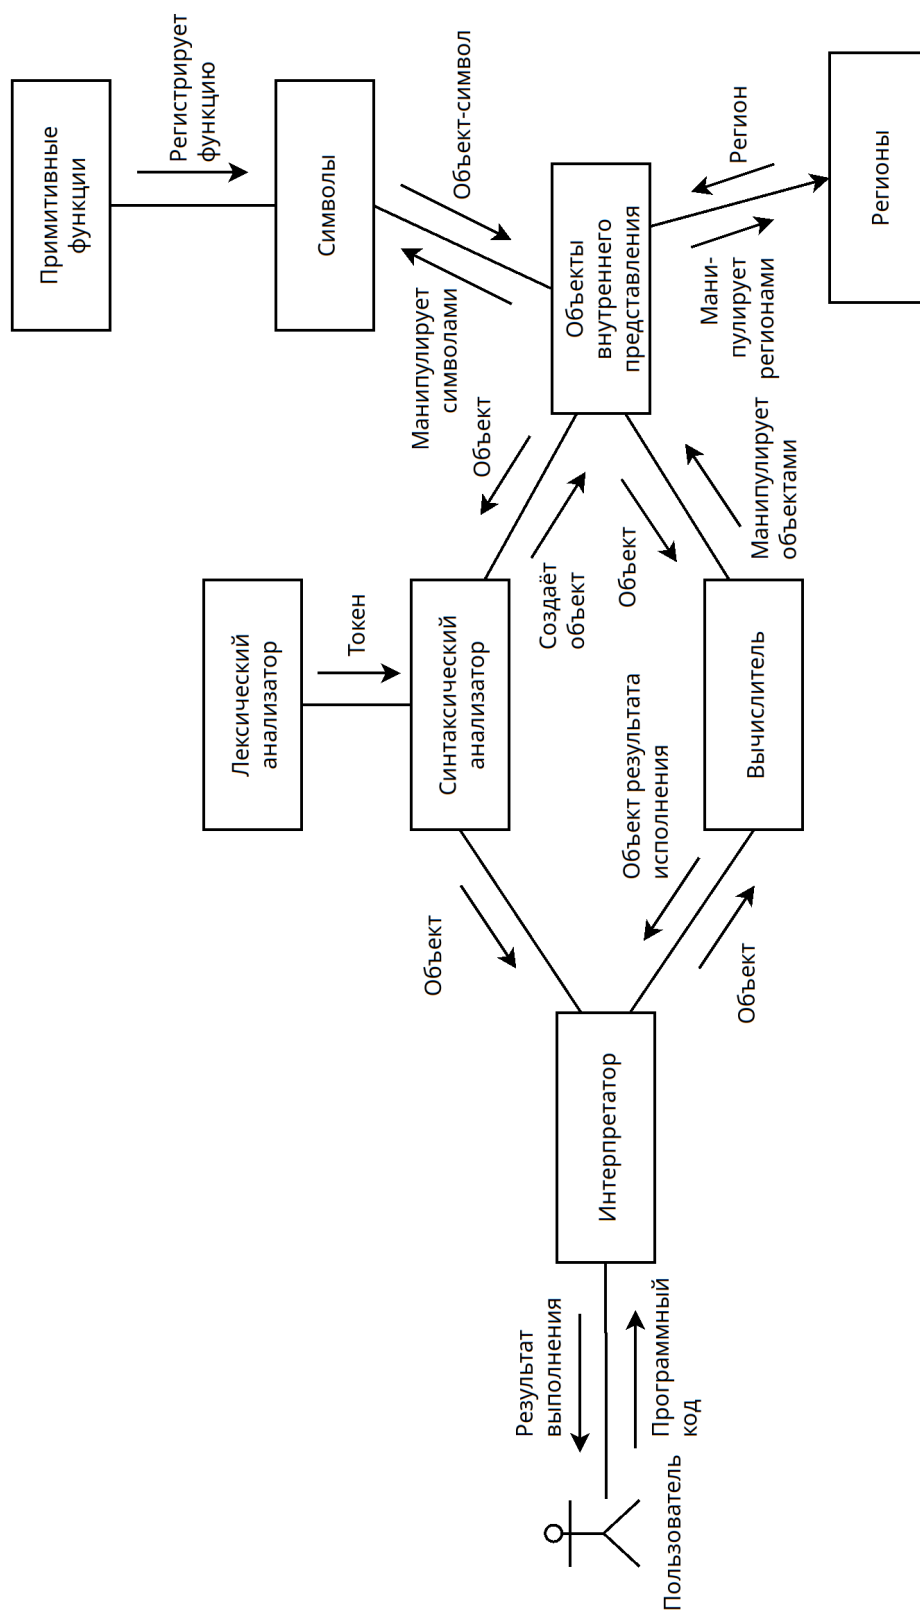 Примитивные
функции
Регистрирует
функцию
Символы
Объект-символ
Манипулирует
символами
Объекты
внутреннего
представления
Регион
Мани-
пулирует
регионами
Регионы
Лексический
анализатор
Токен
Синтаксический
анализатор
Объект
Создаёт
объект
Объект
Манипулирует
объектами
Вычислитель
Объект результата
исполнения
Объект
Объект
Интерпретатор
Результат
выполнения
Программный
код
Пользователь